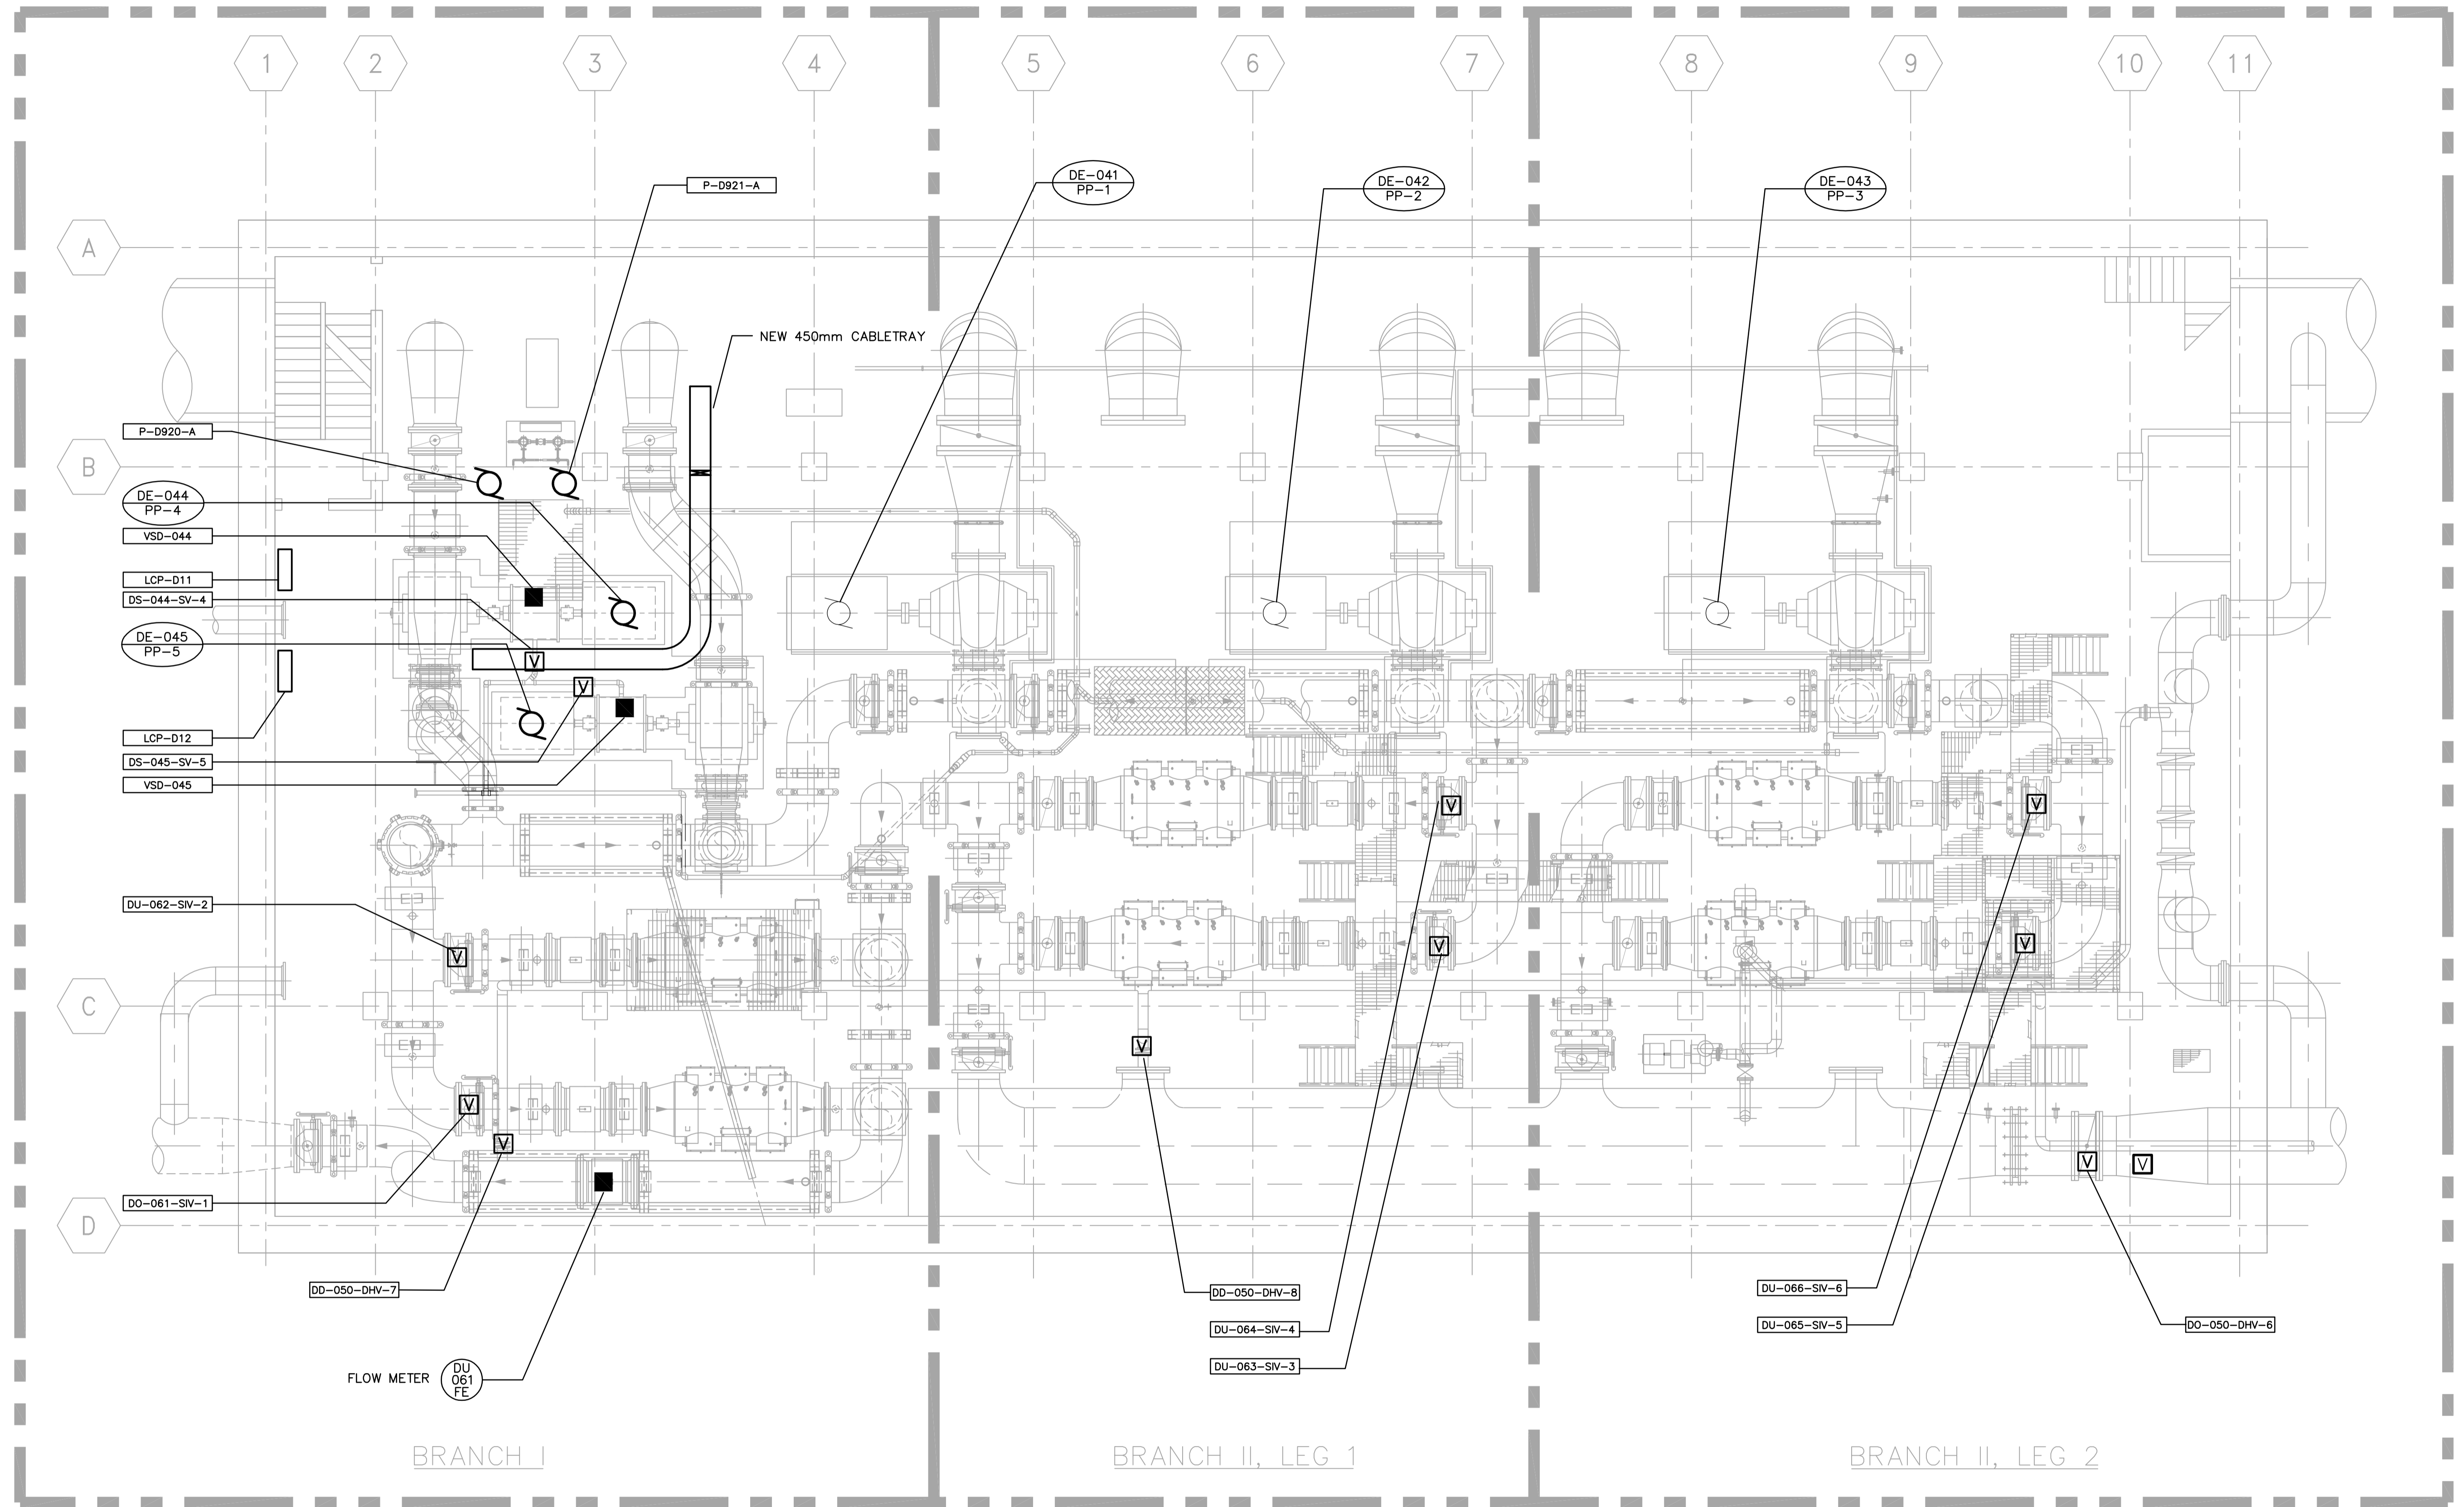 1
2
3
4
5
6
7
8
9
10
11
P-D921-A
DE-041
PP-1
DE-042
PP-2
DE-043
PP-3
A
NEW 450mm CABLETRAY
P-D920-A
B
DE-044
PP-4
VSD-044
LCP-D11
DS-044-SV-4
DE-045
PP-5
V
V
LCP-D12
DS-045-SV-5
VSD-045
V
V
DU-062-SIV-2
V
V
V
C
V
V
V
V
V
DO-061-SIV-1
D
DD-050-DHV-7
DD-050-DHV-8
DU-066-SIV-6
DU-064-SIV-4
DU-065-SIV-5
DO-050-DHV-6
DU-063-SIV-3
FLOW METER
DU
061
FE
BRANCH I
BRANCH II, LEG 1
BRANCH II, LEG 2